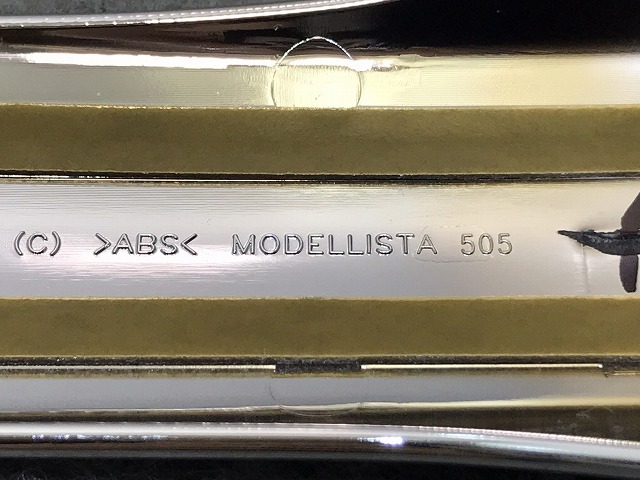 (C) >ABS< MODELLISTA 505